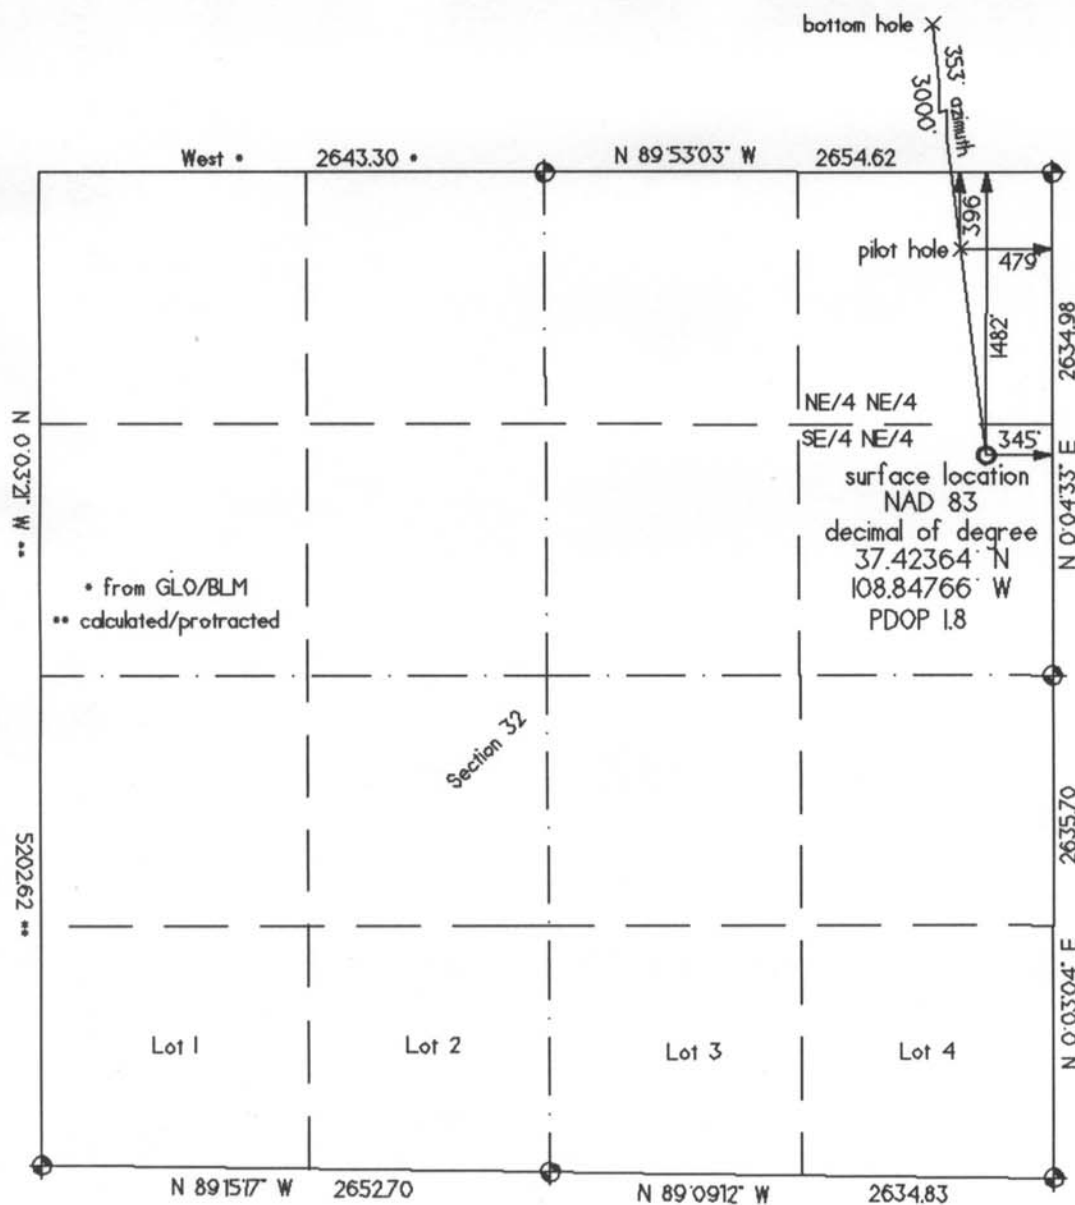 bottom hole
353° azimuth
3000'
West *
2643.30 *
N 89°53'03" W
2654.62
396
pilot hole
479'
1482'
2634.98
NE/4 NE/4
SE/4 NE/4
345'
surface location
NAD 83
decimal of degree
37.42364° N
108.84766° W
PDOP 1.8
N 0°04'33" E
N 0°03'21" W **
* from GLO/BLM
** calculated/protracted
Section 32
5202.62 **
2635.70
N 0°03'04" E
Lot 1
Lot 2
Lot 3
Lot 4
N 89°15'17" W
2652.70
N 89°09'12" W
2634.83